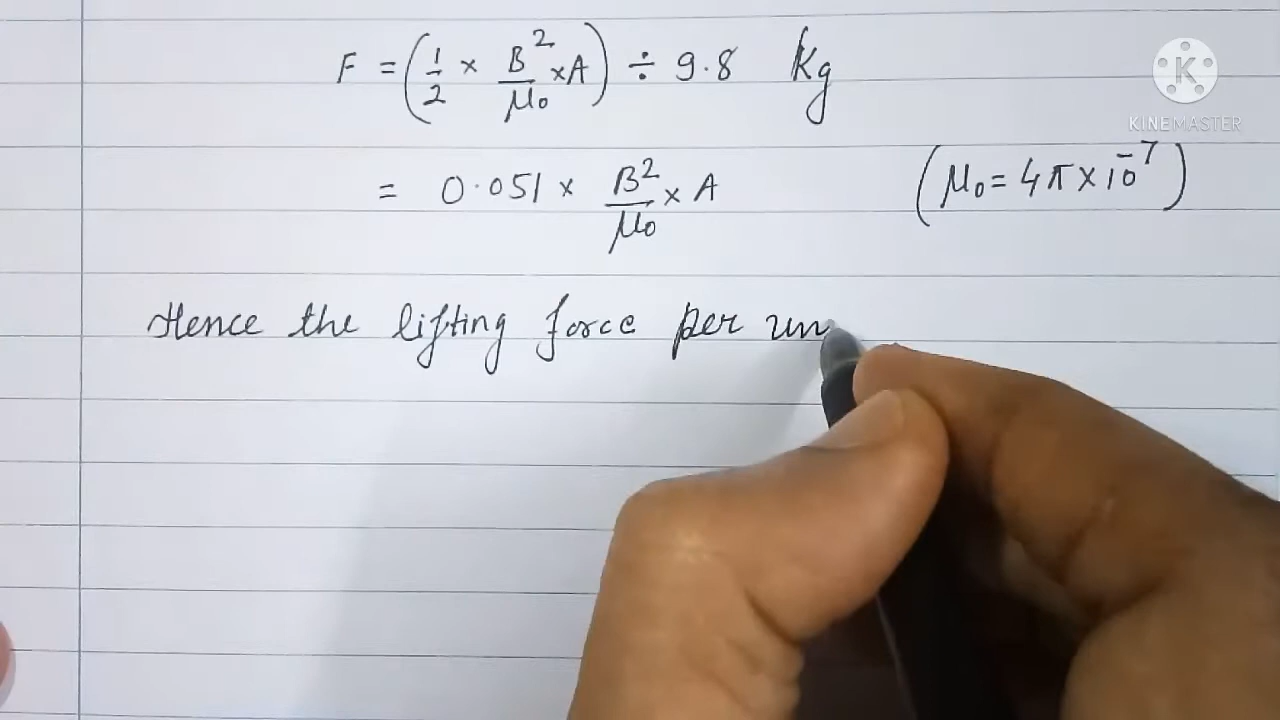 F = (1/2 × B²/μ₀ × A) ÷ 9.8 Kg
= 0.051 × B²/μ₀ × A (μ₀ = 4π × 10⁻⁷)
Hence the lifting force per un
K
KINEMASTER